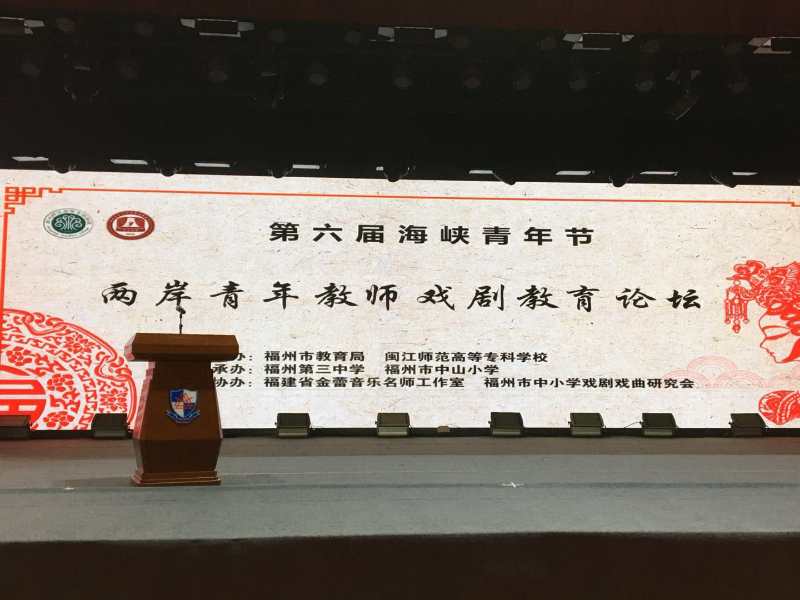 第六届海峡青年节
两岸青年教师戏剧教育论坛
办：福州市教育局 闽江师范高等专科学校
承办：福州第三中学 福州市中山小学
协办：福建省金蕾音乐名师工作室 福州市中小学戏剧戏曲研究会